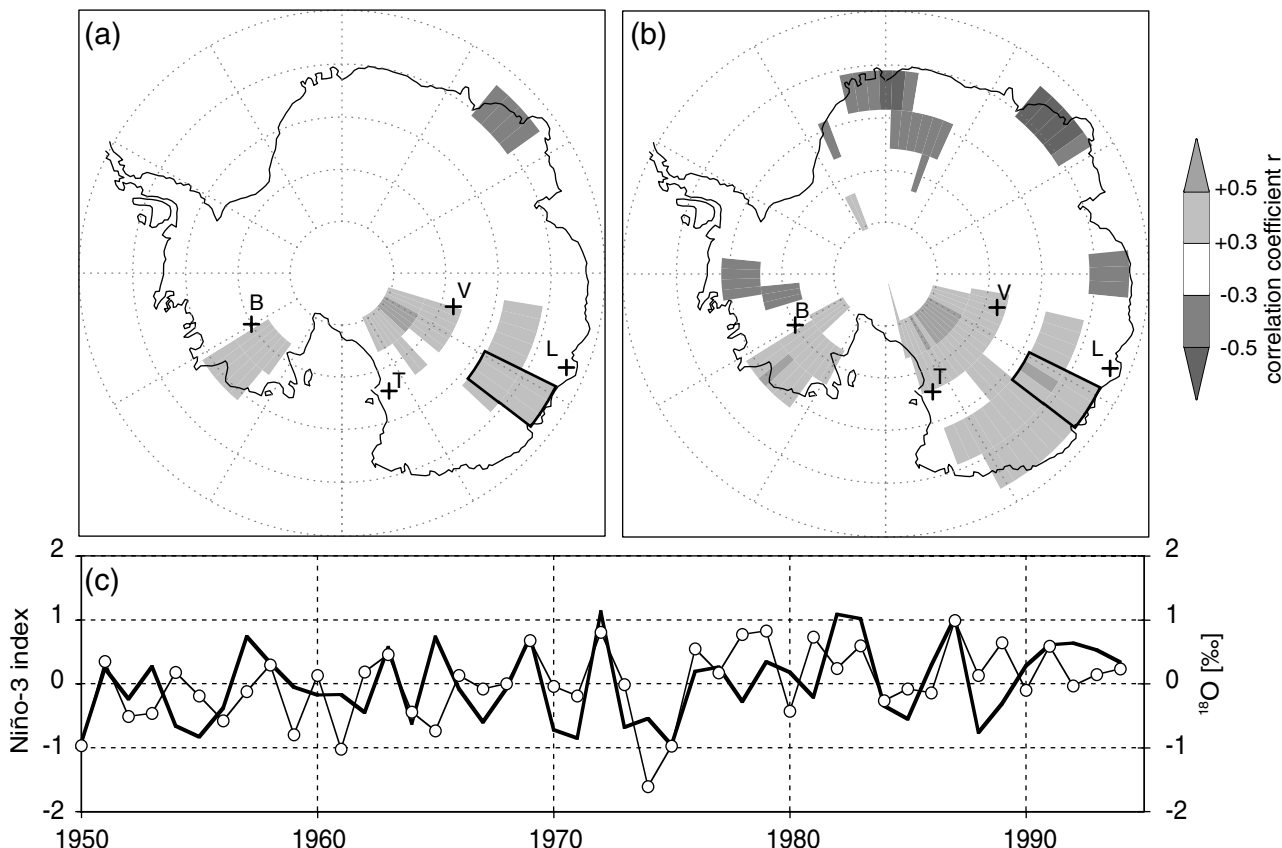 (a)
B
V
L
T
(b)
B
V
L
T
+0.5
+0.3
-0.3
-0.5
correlation coefficient r
(c)
2
1
0
-1
-2
Niño-3 index
2
1
0
-1
-2
18O [‰]
1950
1960
1970
1980
1990